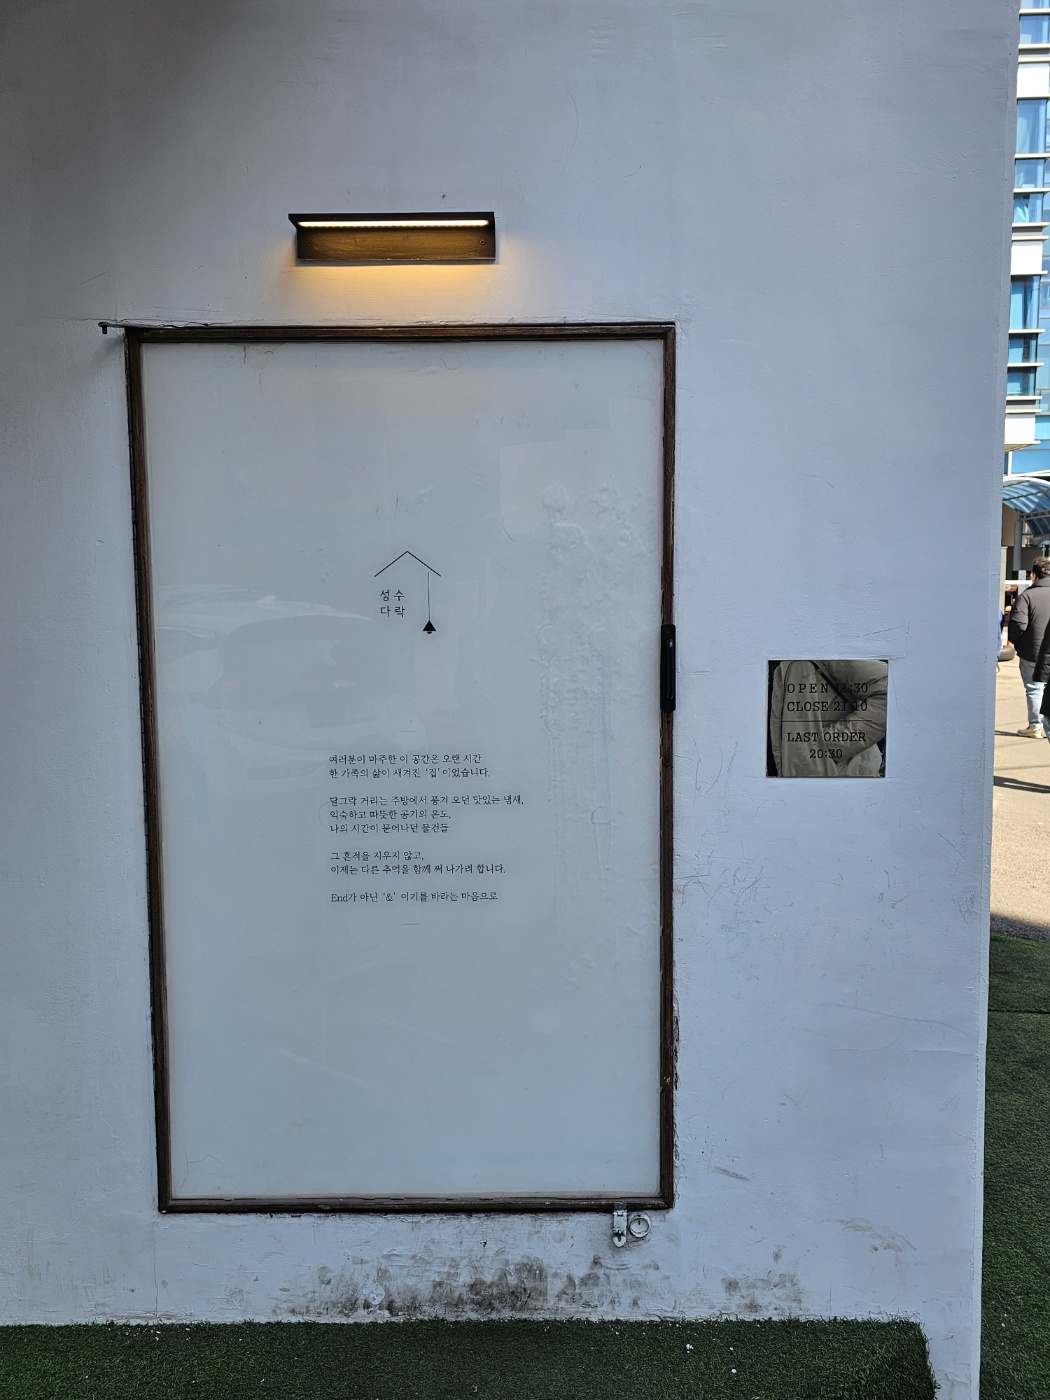 성수
다락
여러분이 마주한 이 공간은 오랜 시간
한 가족의 삶이 새겨진 '집'이었습니다.
달그락 거리는 주방에서 풍겨 오던 맛있는 냄새,
익숙하고 따뜻한 공기의 온도,
나의 시간이 묻어나던 물건들
그 흔적을 지우지 않고,
이제는 다른 추억을 함께 써 나가려 합니다.
End가 아닌 '&' 이기를 바라는 마음으로
OPEN
CLOSE 21:10
LAST ORDER
20:30